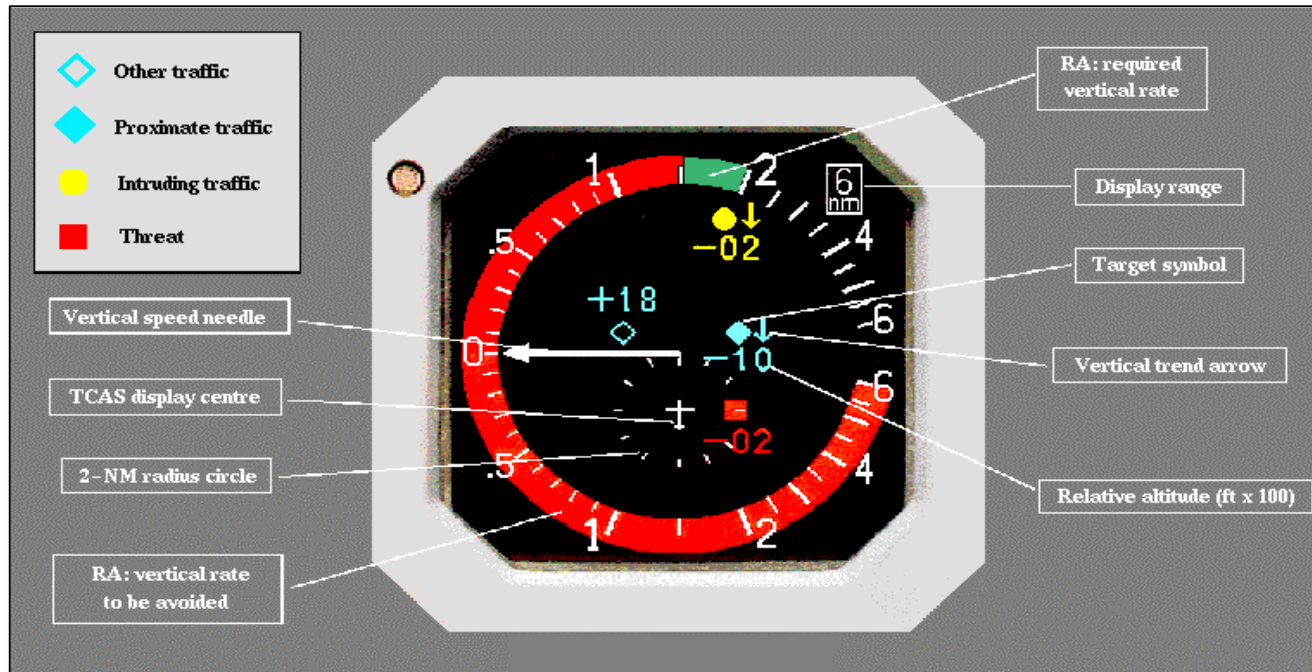 Other traffic
Proximate traffic
Intruding traffic
Threat
RA: required
vertical rate
Display range
Target symbol
Vertical trend arrow
Relative altitude (ft x 100)
Vertical speed needle
TCAS display centre
2-NM radius circle
RA: vertical rate
to be avoided
1
2
6
nm
.5
4
-02
+18
6
0
-10
6
-02
.5
4
1
2